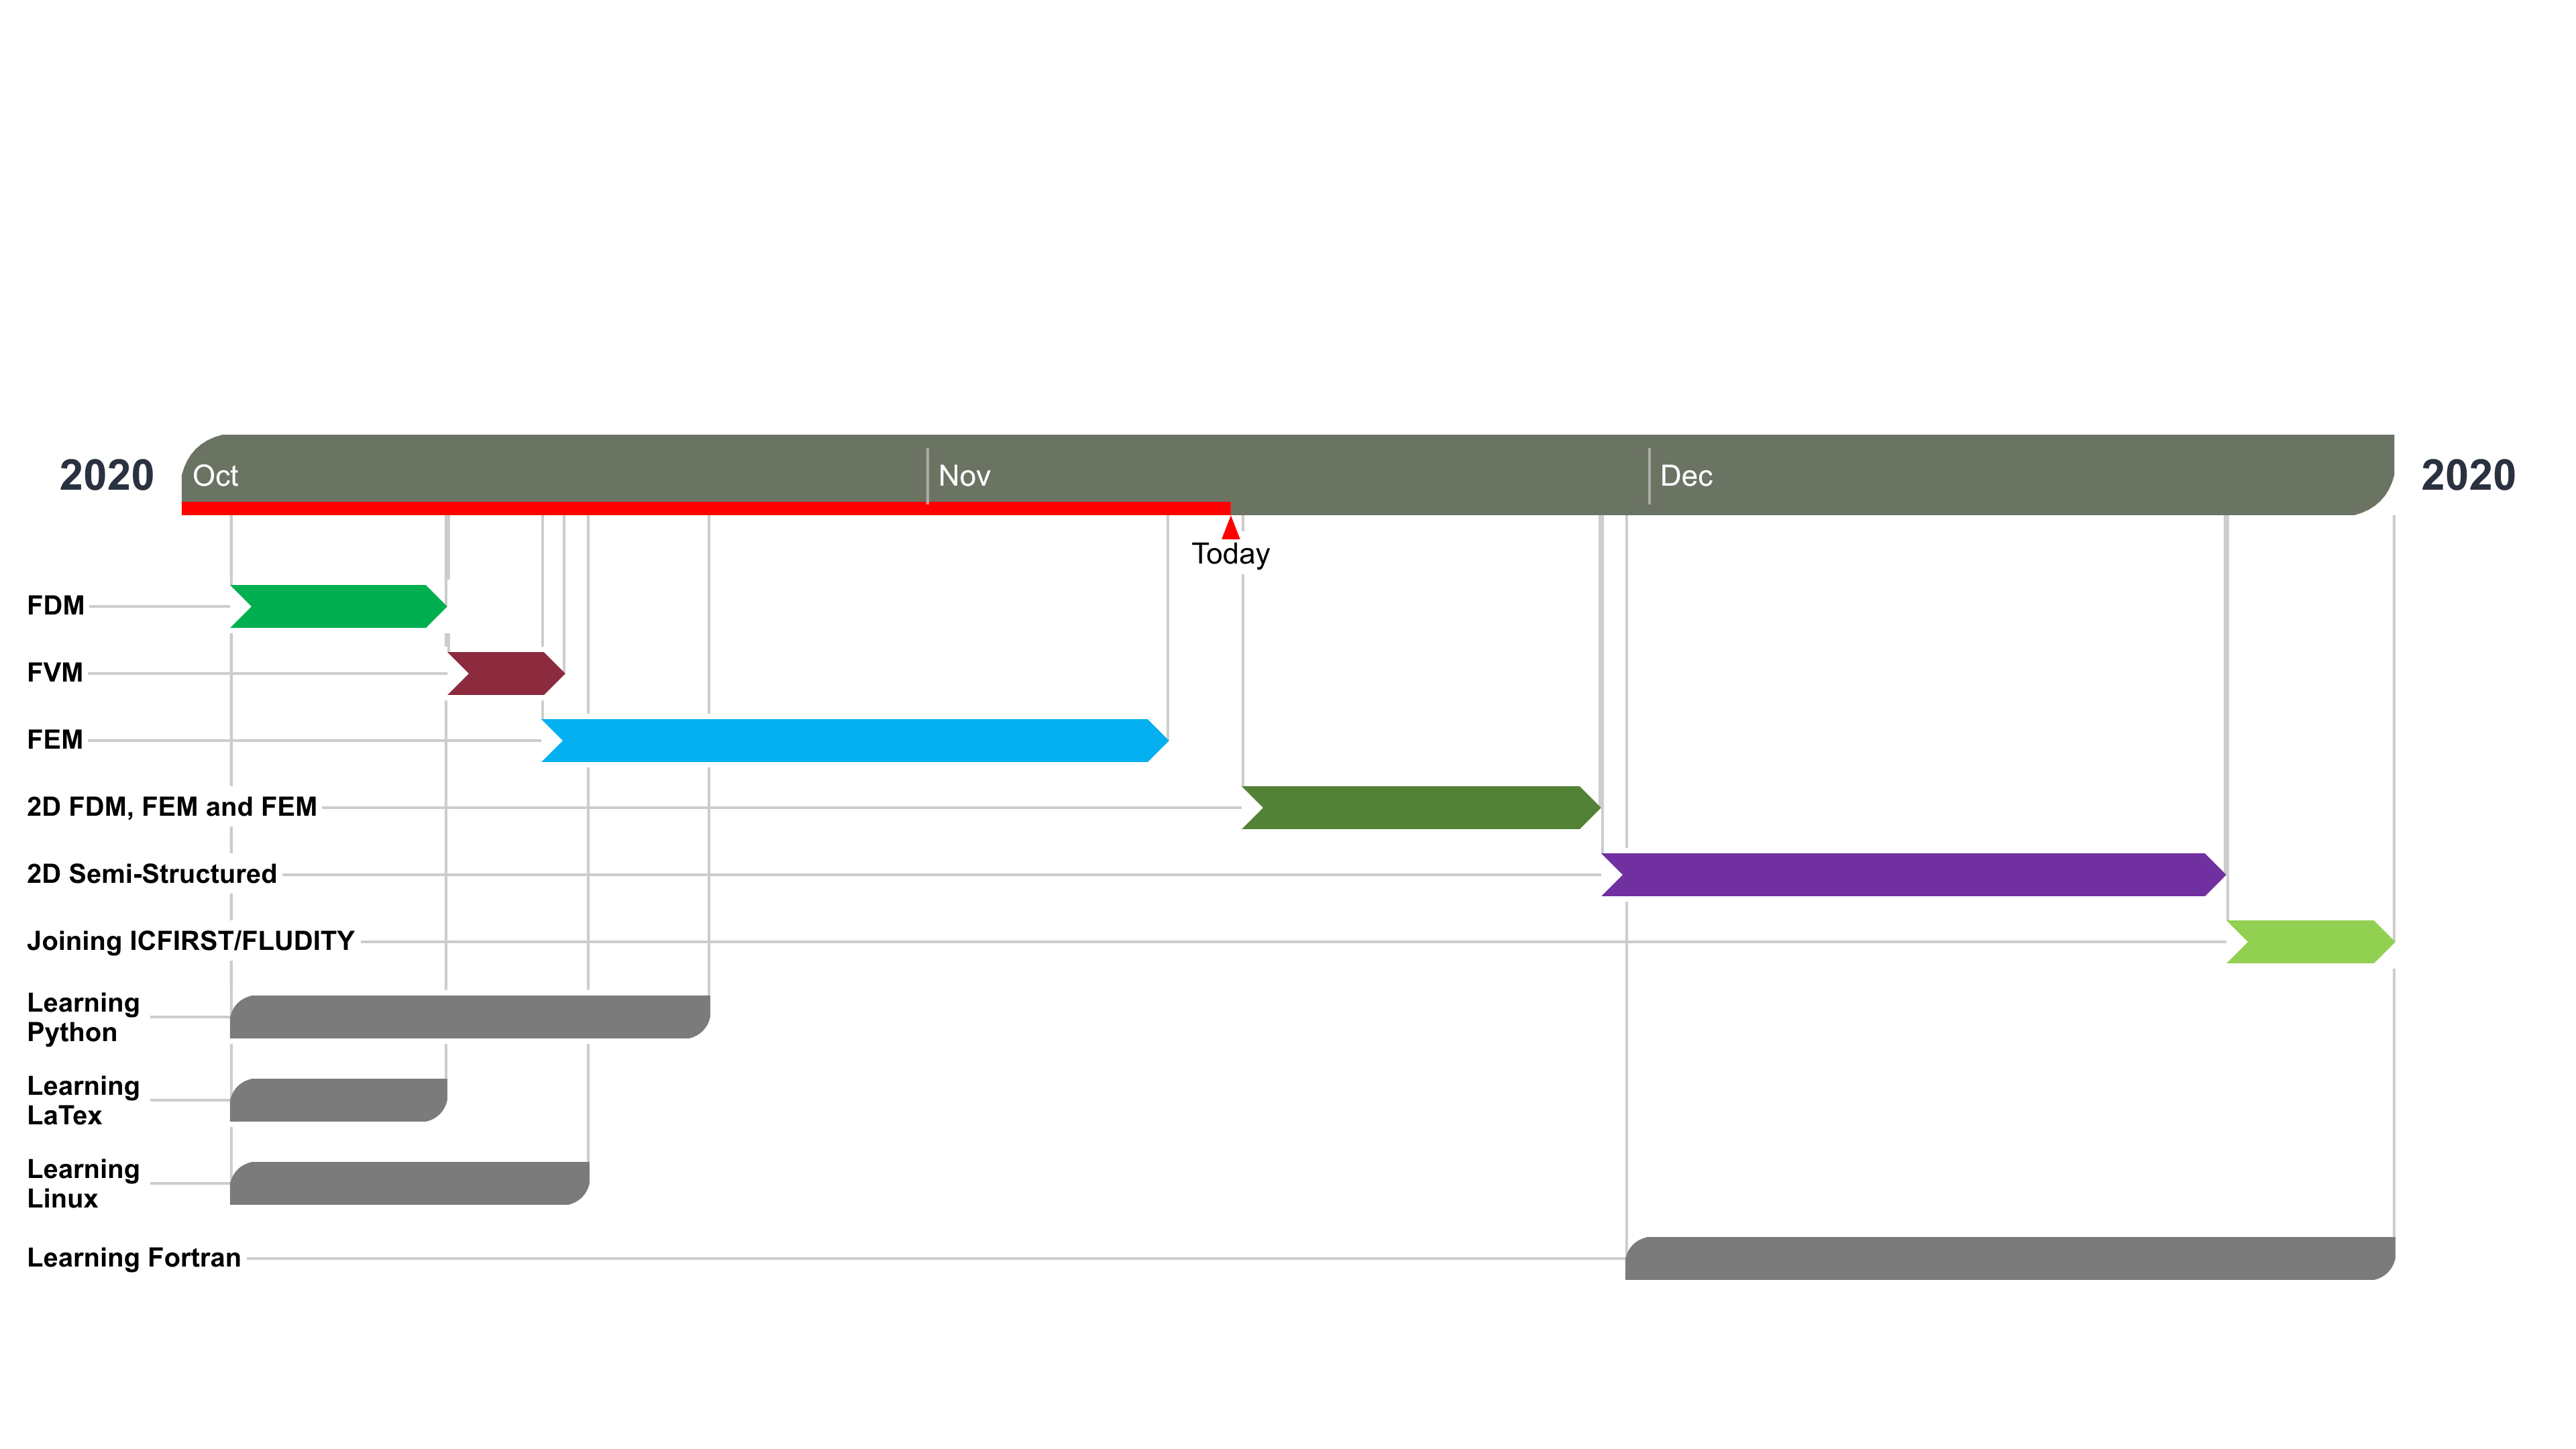 2020
Oct
Nov
Dec
2020
Today
FDM
FVM
FEM
2D FDM, FEM and FEM
2D Semi-Structured
Joining ICFIRST/FLUDITY
Learning
Python
Learning
LaTex
Learning
Linux
Learning Fortran